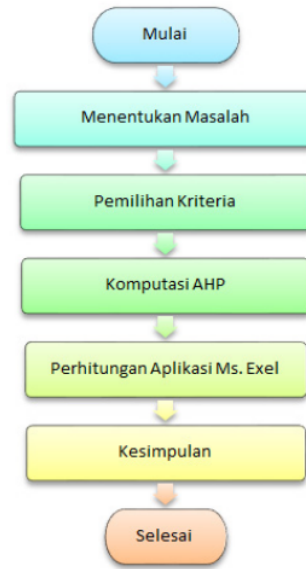 Mulai
Menentukan Masalah
Pemilihan Kriteria
Komputasi AHP
Perhitungan Aplikasi Ms. Exel
Kesimpulan
Selesai